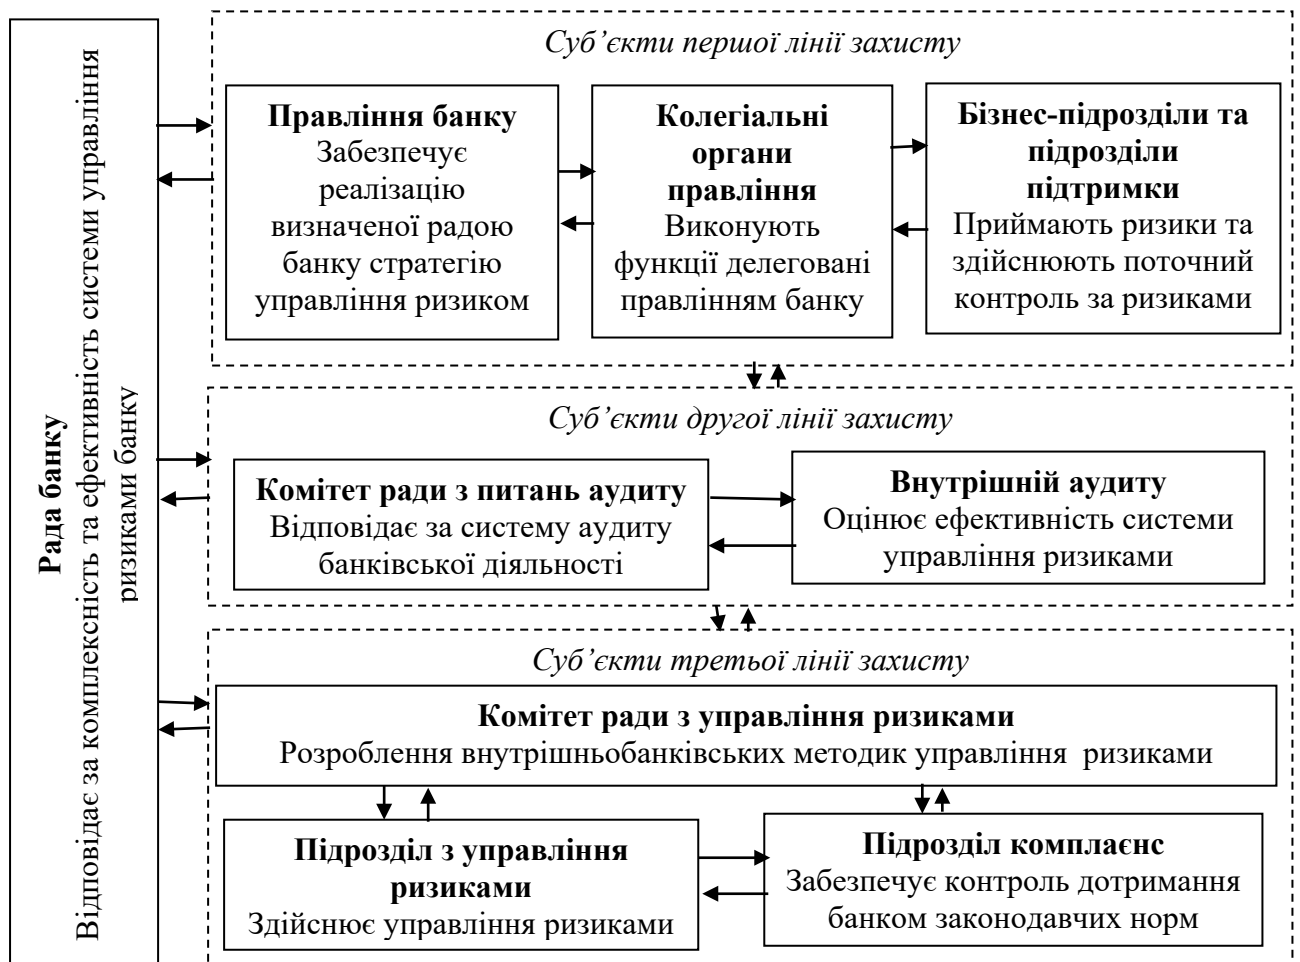 Рада банку
Відповідає за комплексність та ефективність системи управління
ризиками банку
Суб’єкти першої лінії захисту
Правління банку
Забезпечує
реалізацію
визначеної радою
банку стратегію
управління ризиком
Колегіальні
органи
правління
Виконують
функції делеговані
правлінням банку
Бізнес-підрозділи та
підрозділи
підтримки
Приймають ризики та
здійснюють поточний
контроль за ризиками
Суб’єкти другої лінії захисту
Комітет ради з питань аудиту
Відповідає за систему аудиту
банківської діяльності
Внутрішній аудиту
Оцінює ефективність системи
управління ризиками
Суб’єкти третьої лінії захисту
Комітет ради з управління ризиками
Розроблення внутрішньобанківських методик управління ризиками
Підрозділ з управління
ризиками
Здійснює управління ризиками
Підрозділ комплаєнс
Забезпечує контроль дотримання
банком законодавчих норм